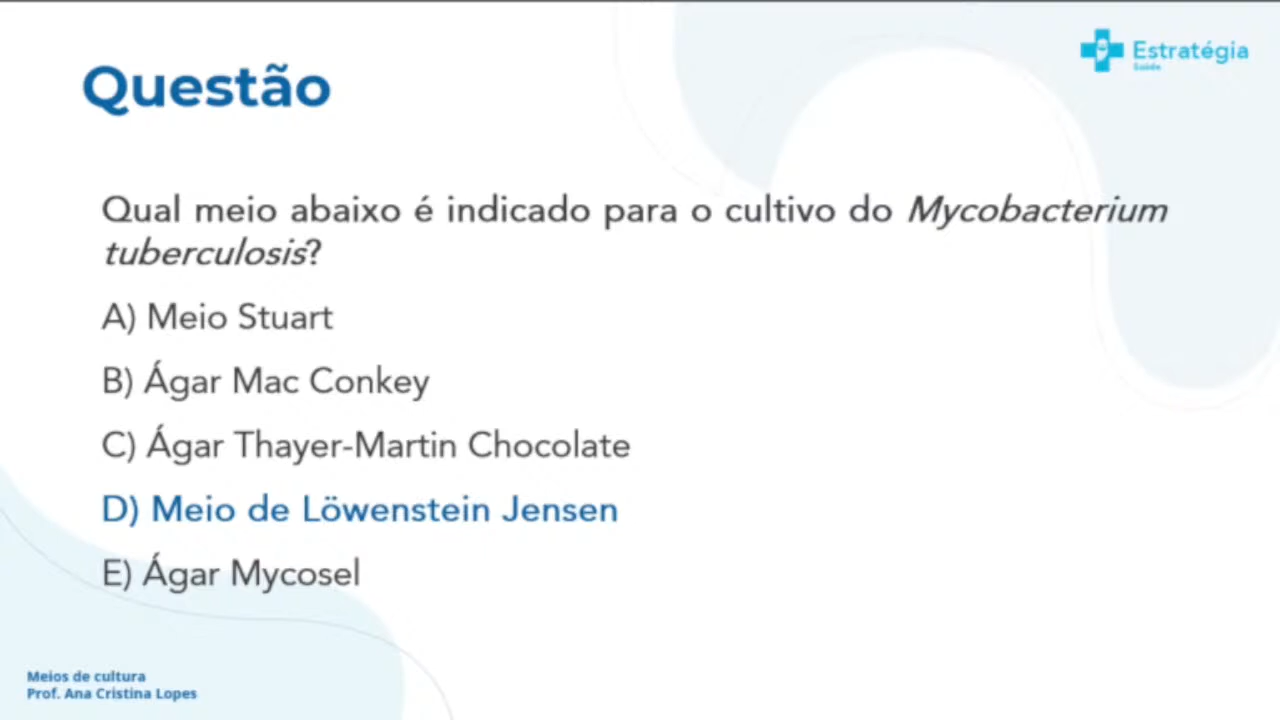 Questão
Estratégia
Saúde
Qual meio abaixo é indicado para o cultivo do Mycobacterium
tuberculosis?
A) Meio Stuart
B) Ágar Mac Conkey
C) Ágar Thayer-Martin Chocolate
D) Meio de Löwenstein Jensen
E) Ágar Mycosel
Meios de cultura
Prof. Ana Cristina Lopes